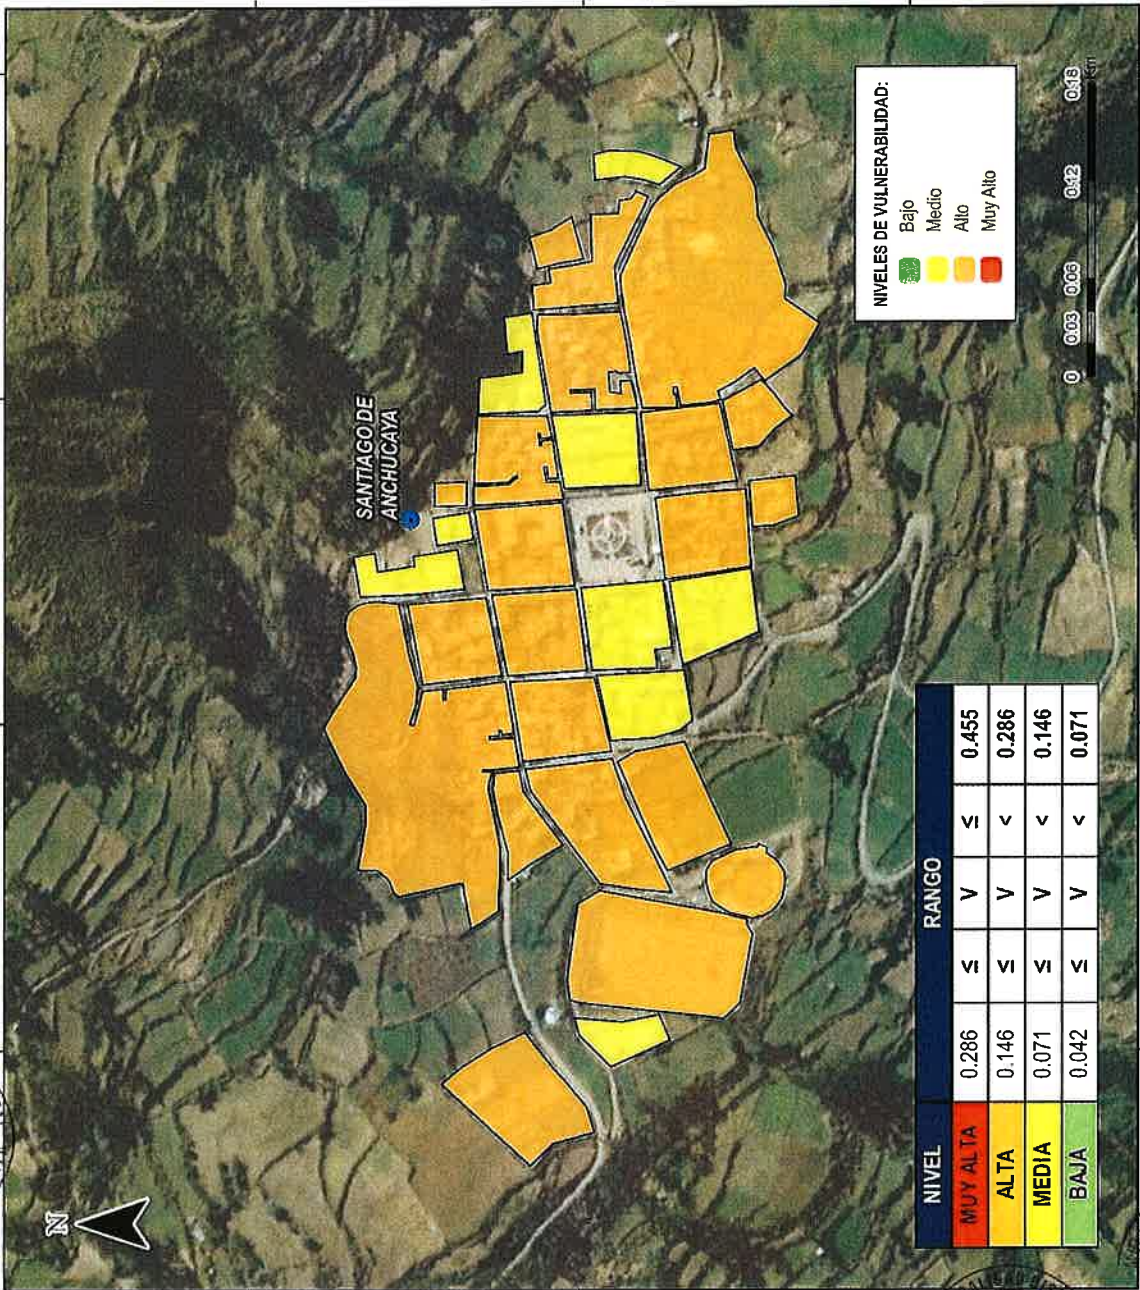 N
SANTIAGO DE
ANCHUCAYA
NIVELES DE VULNERABILIDAD:
Bajo
Medio
Alto
Muy Alto
0 0.03 0.06 0.12 0.18
Km
NIVEL RANGO
MUY ALTA 0.286 ≤ V ≤ 0.455
ALTA 0.146 ≤ V < 0.286
MEDIA 0.071 ≤ V < 0.146
BAJA 0.042 ≤ V < 0.071